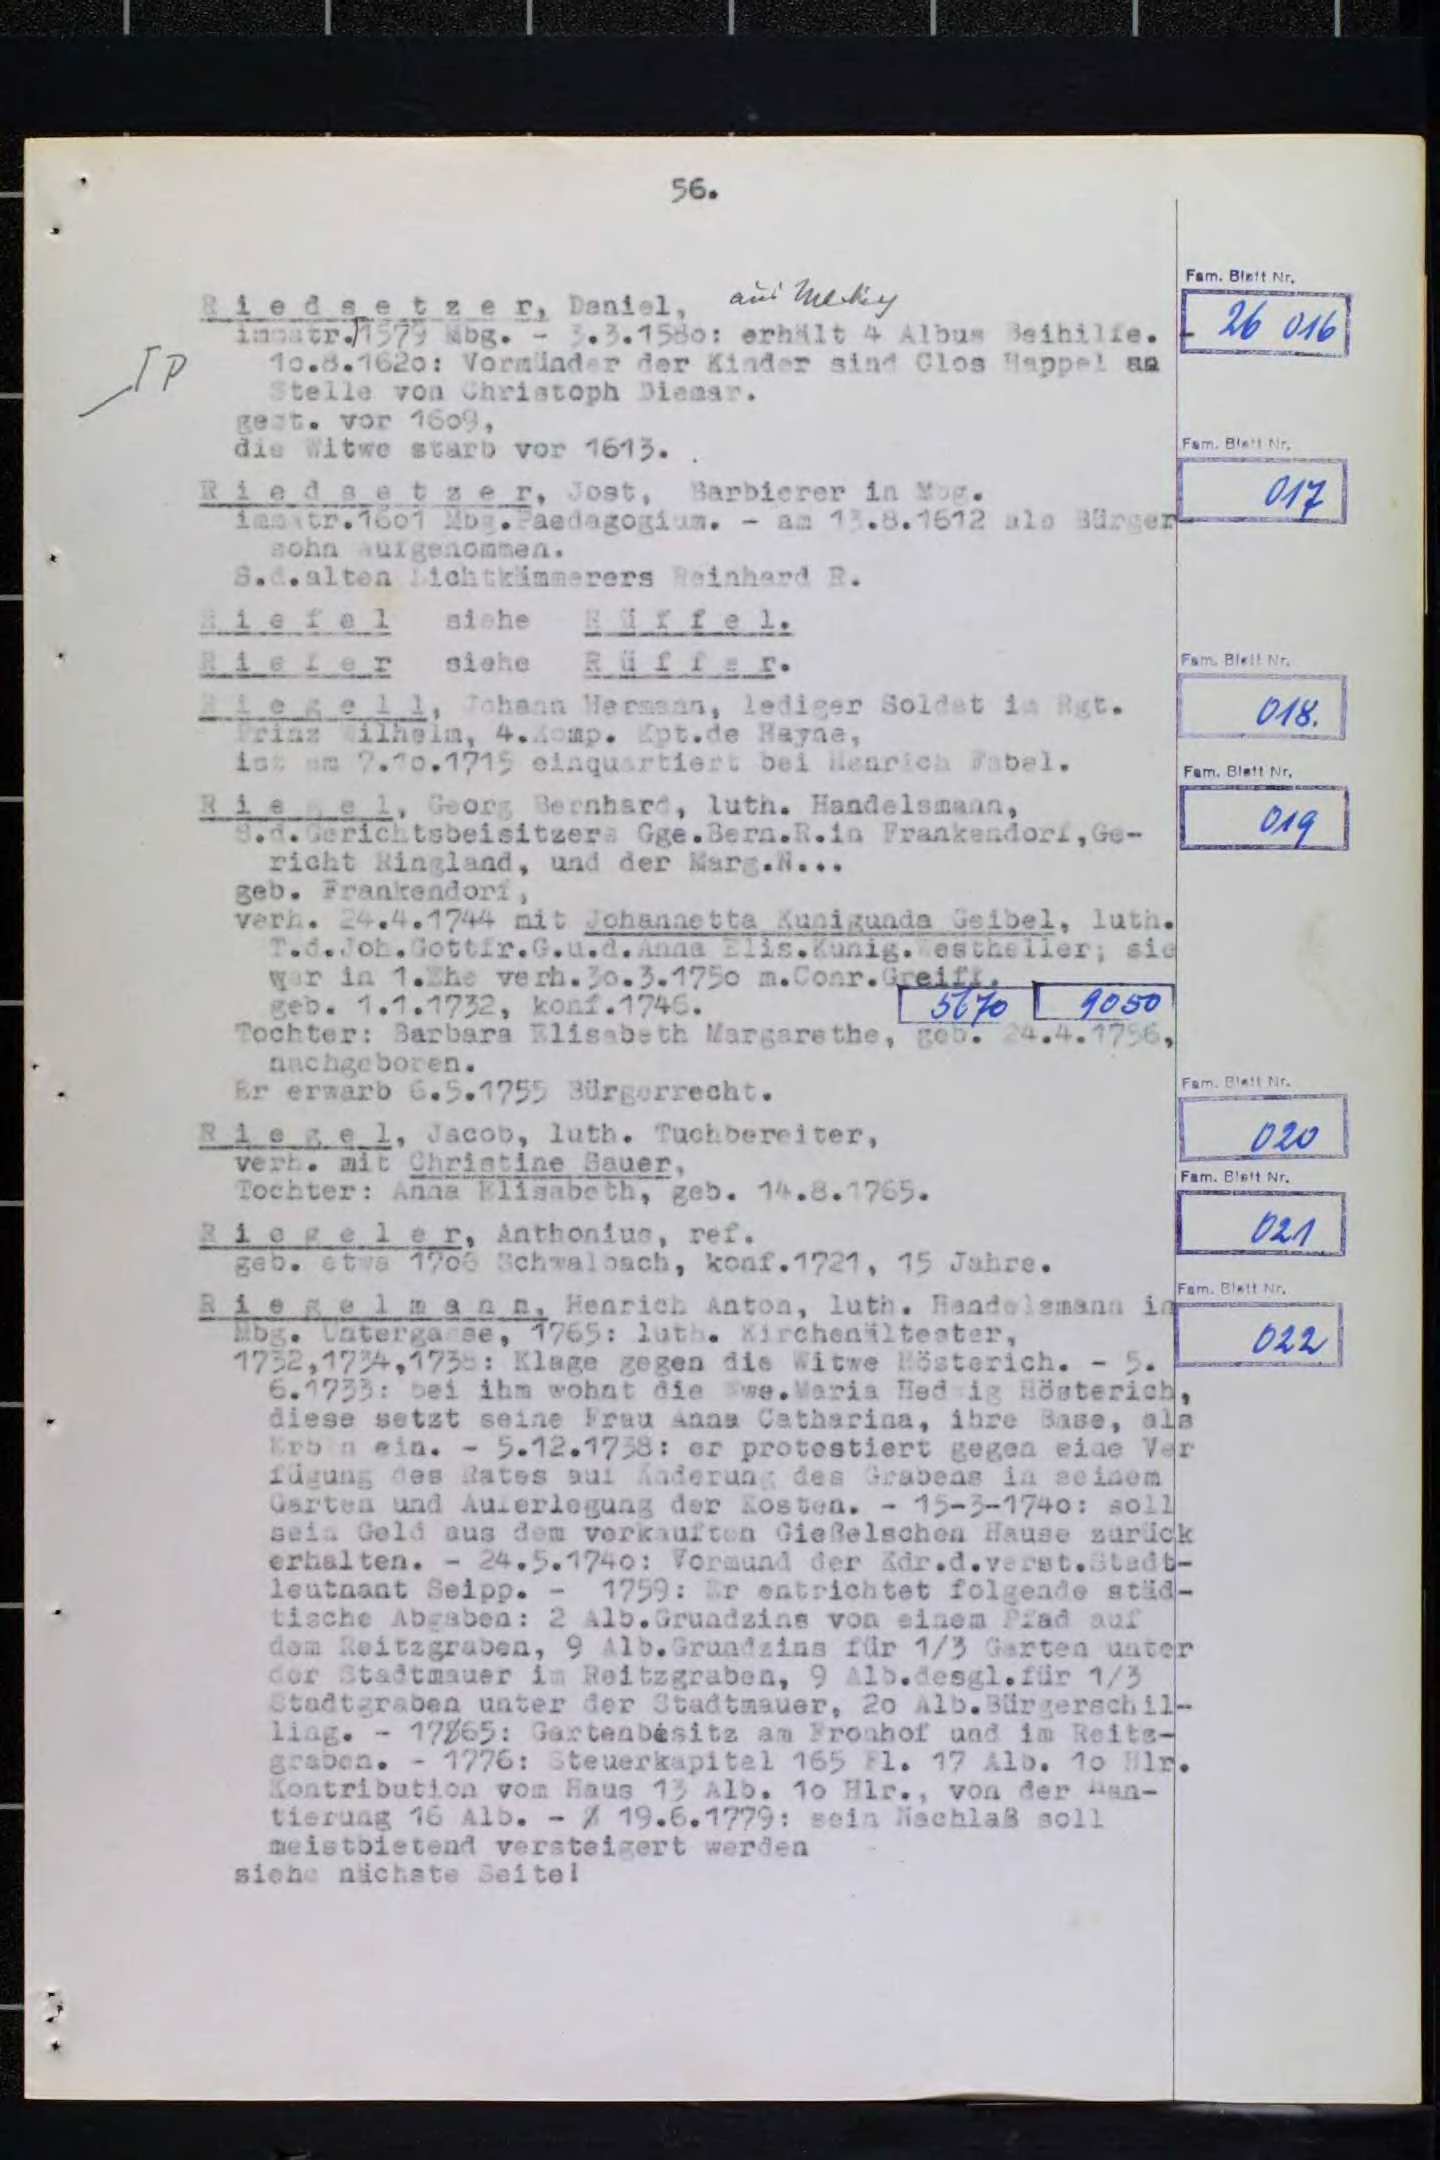 56.
Fam. Blatt Nr.
26 016
R i e d s e t z e r, Daniel,
immatr. 1579 Mbg. - 3.3.1580: erhält 4 Albus Beihilfe. -
10.8.1620: Vormünder der Kinder sind Clos Happel an
P
Stelle von Christoph Diemar.
gest. vor 1609,
die Witwe starb vor 1613.
Fam. Blatt Nr.
017
R i e d s e t z e r, Jost, Barbierer in Mbg.
immatr.1601 Mbg.Paedagogium. - am 13.8.1612 als Bürger-
sohn aufgenommen.
S.d.alten Lichtkämmerers Reinhard R.
R i e f e l siehe R ü f f e l.
R i e f e r siehe R ü f f e r.
Fam. Blatt Nr.
018.
R i e g e l l, Johann Hermann, lediger Soldat im Rgt.
Prinz Wilhelm, 4.Komp. Kpt.de Hayne,
ist am 7.10.1715 einquartiert bei Henrich Fabel.
Fam. Blatt Nr.
019
R i e g e l, Georg Bernhard, luth. Handelsmann,
S.d.Gerichtsbeisitzers Gge.Bern.R.in Frankendorf,Ge-
richt Ringland, und der Marg.N...
geb. Frankendorf,
verh. 24.4.1744 mit Johannetta Kunigunda Geibel, luth.
T.d.Joh.Gottfr.G.u.d.Anna Elis.Kunig.Westheller; sie
war in 1.Ehe verh.30.3.1750 m.Conr.Greiff.
geb. 1.1.1732, konf.1746. 5670 9050
Tochter: Barbara Elisabeth Margarethe, geb. 24.4.1756,
nachgeboren.
Er erwarb 6.5.1755 Bürgerrecht.
Fam. Blatt Nr.
020
R i e g e l, Jacob, luth. Tuchbereiter,
verh. mit Christine Sauer,
Tochter: Anna Elisabeth, geb. 14.8.1765.
Fam. Blatt Nr.
021
R i e g e l e r, Anthonius, ref.
geb. etwa 1706 Schwalbach, konf.1721, 15 Jahre.
Fam. Blatt Nr.
022
R i e g e l m a n n, Henrich Anton, luth. Handelsmann in
Mbg. Untergasse, 1765: luth. Kirchenältester,
1732,1734,1738: Klage gegen die Witwe Hösterich. - 5.
6.1733: bei ihm wohnt die Wwe.Maria Hedwig Hösterich,
diese setzt seine Frau Anna Catharina, ihre Base, als
Erbin ein. - 5.12.1738: er protestiert gegen eine Ver
fügung des Rates auf Änderung des Grabens in seinem
Garten und Auferlegung der Kosten. - 15-3-1740: soll
sein Geld aus dem verkauften Gießelschen Hause zurück
erhalten. - 24.5.1740: Vormund der Kdr.d.verst.Stadt-
leutnant Seipp. - 1759: Er entrichtet folgende städ-
tische Abgaben: 2 Alb.Grundzins von einem Pfad auf
dem Reitzgraben, 9 Alb.Grundzins für 1/3 Garten unter
der Stadtmauer im Reitzgraben, 9 Alb.desgl.für 1/3
Stadtgraben unter der Stadtmauer, 20 Alb.Bürgerschil-
ling. - 1765: Gartenbesitz am Fronhof und im Reitz-
graben. - 1776: Steuerkapital 165 Fl. 17 Alb. 10 Hlr.
Kontribution vom Haus 13 Alb. 10 Hlr., von der Han-
tierung 16 Alb. - 19.6.1779: sein Nachlaß soll
meistbietend versteigert werden
siehe nächste Seite!